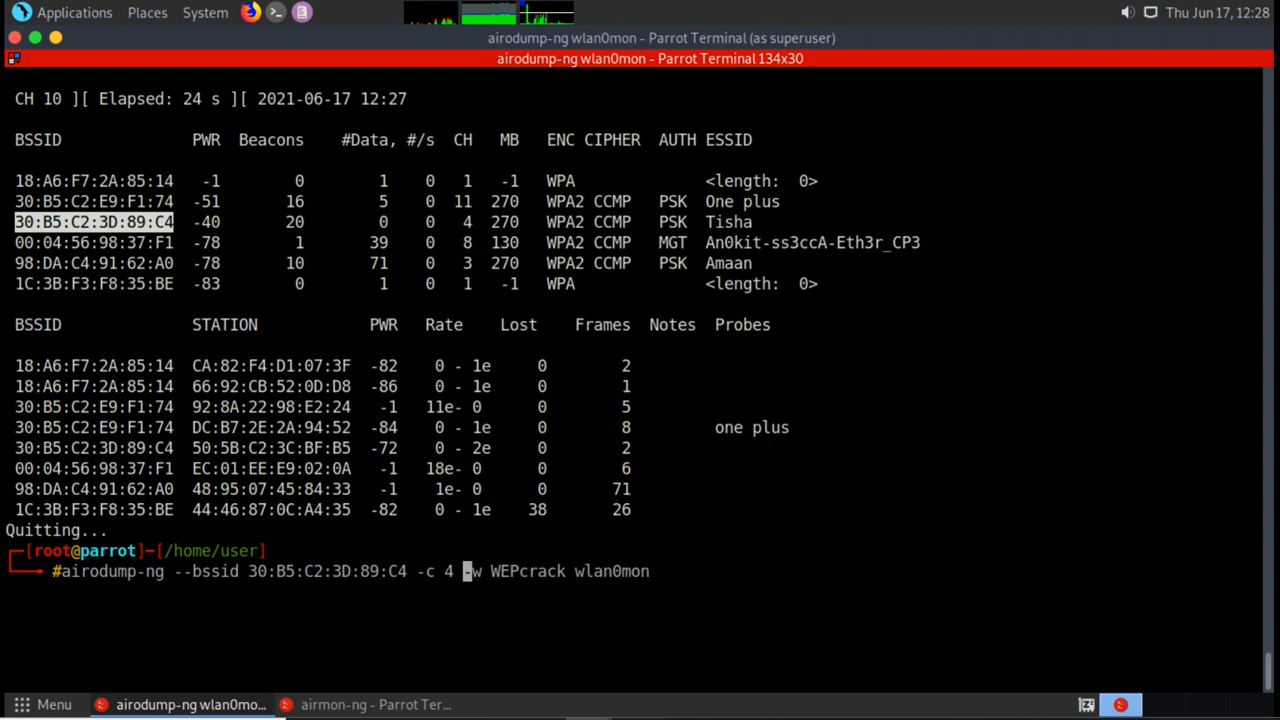 Applications Places System Thu Jun 17, 12:28
airodump-ng wlan0mon - Parrot Terminal (as superuser)
airodump-ng wlan0mon - Parrot Terminal 134x30
CH 10 ][ Elapsed: 24 s ][ 2021-06-17 12:27
BSSID PWR Beacons #Data, #/s CH MB ENC CIPHER AUTH ESSID
18:A6:F7:2A:85:14 -1 0 1 0 1 -1 WPA <length: 0>
30:B5:C2:E9:F1:74 -51 16 5 0 11 270 WPA2 CCMP PSK One plus
30:B5:C2:3D:89:C4 -40 20 0 0 4 270 WPA2 CCMP PSK Tisha
00:04:56:98:37:F1 -78 1 39 0 8 130 WPA2 CCMP MGT An0kit-ss3ccA-Eth3r_CP3
98:DA:C4:91:62:A0 -78 10 71 0 3 270 WPA2 CCMP PSK Amaan
1C:3B:F3:F8:35:BE -83 0 1 0 1 -1 WPA <length: 0>
BSSID STATION PWR Rate Lost Frames Notes Probes
18:A6:F7:2A:85:14 CA:82:F4:D1:07:3F -82 0 - 1e 0 2
18:A6:F7:2A:85:14 66:92:CB:52:0D:D8 -86 0 - 1e 0 1
30:B5:C2:E9:F1:74 92:8A:22:98:E2:24 -1 11e- 0 0 5
30:B5:C2:E9:F1:74 DC:B7:2E:2A:94:52 -84 0 - 1e 0 8 one plus
30:B5:C2:3D:89:C4 50:5B:C2:3C:BF:B5 -72 0 - 2e 0 2
00:04:56:98:37:F1 EC:01:EE:E9:02:0A -1 18e- 0 0 6
98:DA:C4:91:62:A0 48:95:07:45:84:33 -1 1e- 0 0 71
1C:3B:F3:F8:35:BE 44:46:87:0C:A4:35 -82 0 - 1e 38 26
Quitting...
[root@parrot]─[/home/user]
#airodump-ng --bssid 30:B5:C2:3D:89:C4 -c 4 -w WEPcrack wlan0mon
Menu airodump-ng wlan0mo... airmon-ng - Parrot Ter...